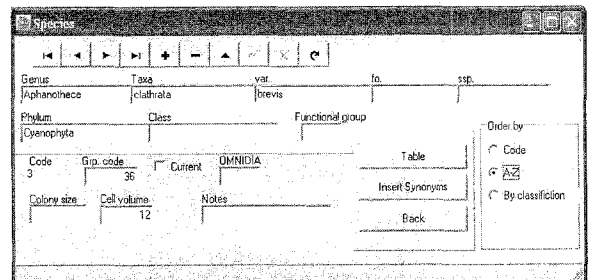 Species
Genus Taxa var. fo. ssp.
Aphanothece clathrata brevis
Phylum Class Functional group
Cyanophyta
Order by
Code Grp. code Current OMNIDIA Table Code
3 36 A-Z
Insert Synonyms By classifiction
Colony size Cell volume Notes
12 Back